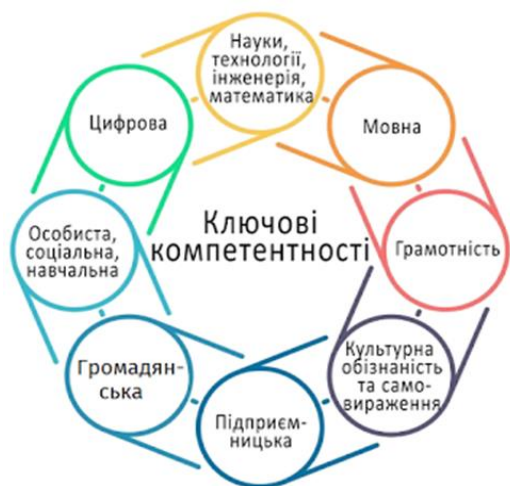 Науки,
технології,
інженерія,
математика
Мовна
Грамотність
Культурна
обізнаність
та само-
вираження
Підприєм-
ницька
Громадян-
ська
Особиста,
соціальна,
навчальна
Цифрова
Ключові
компетентності